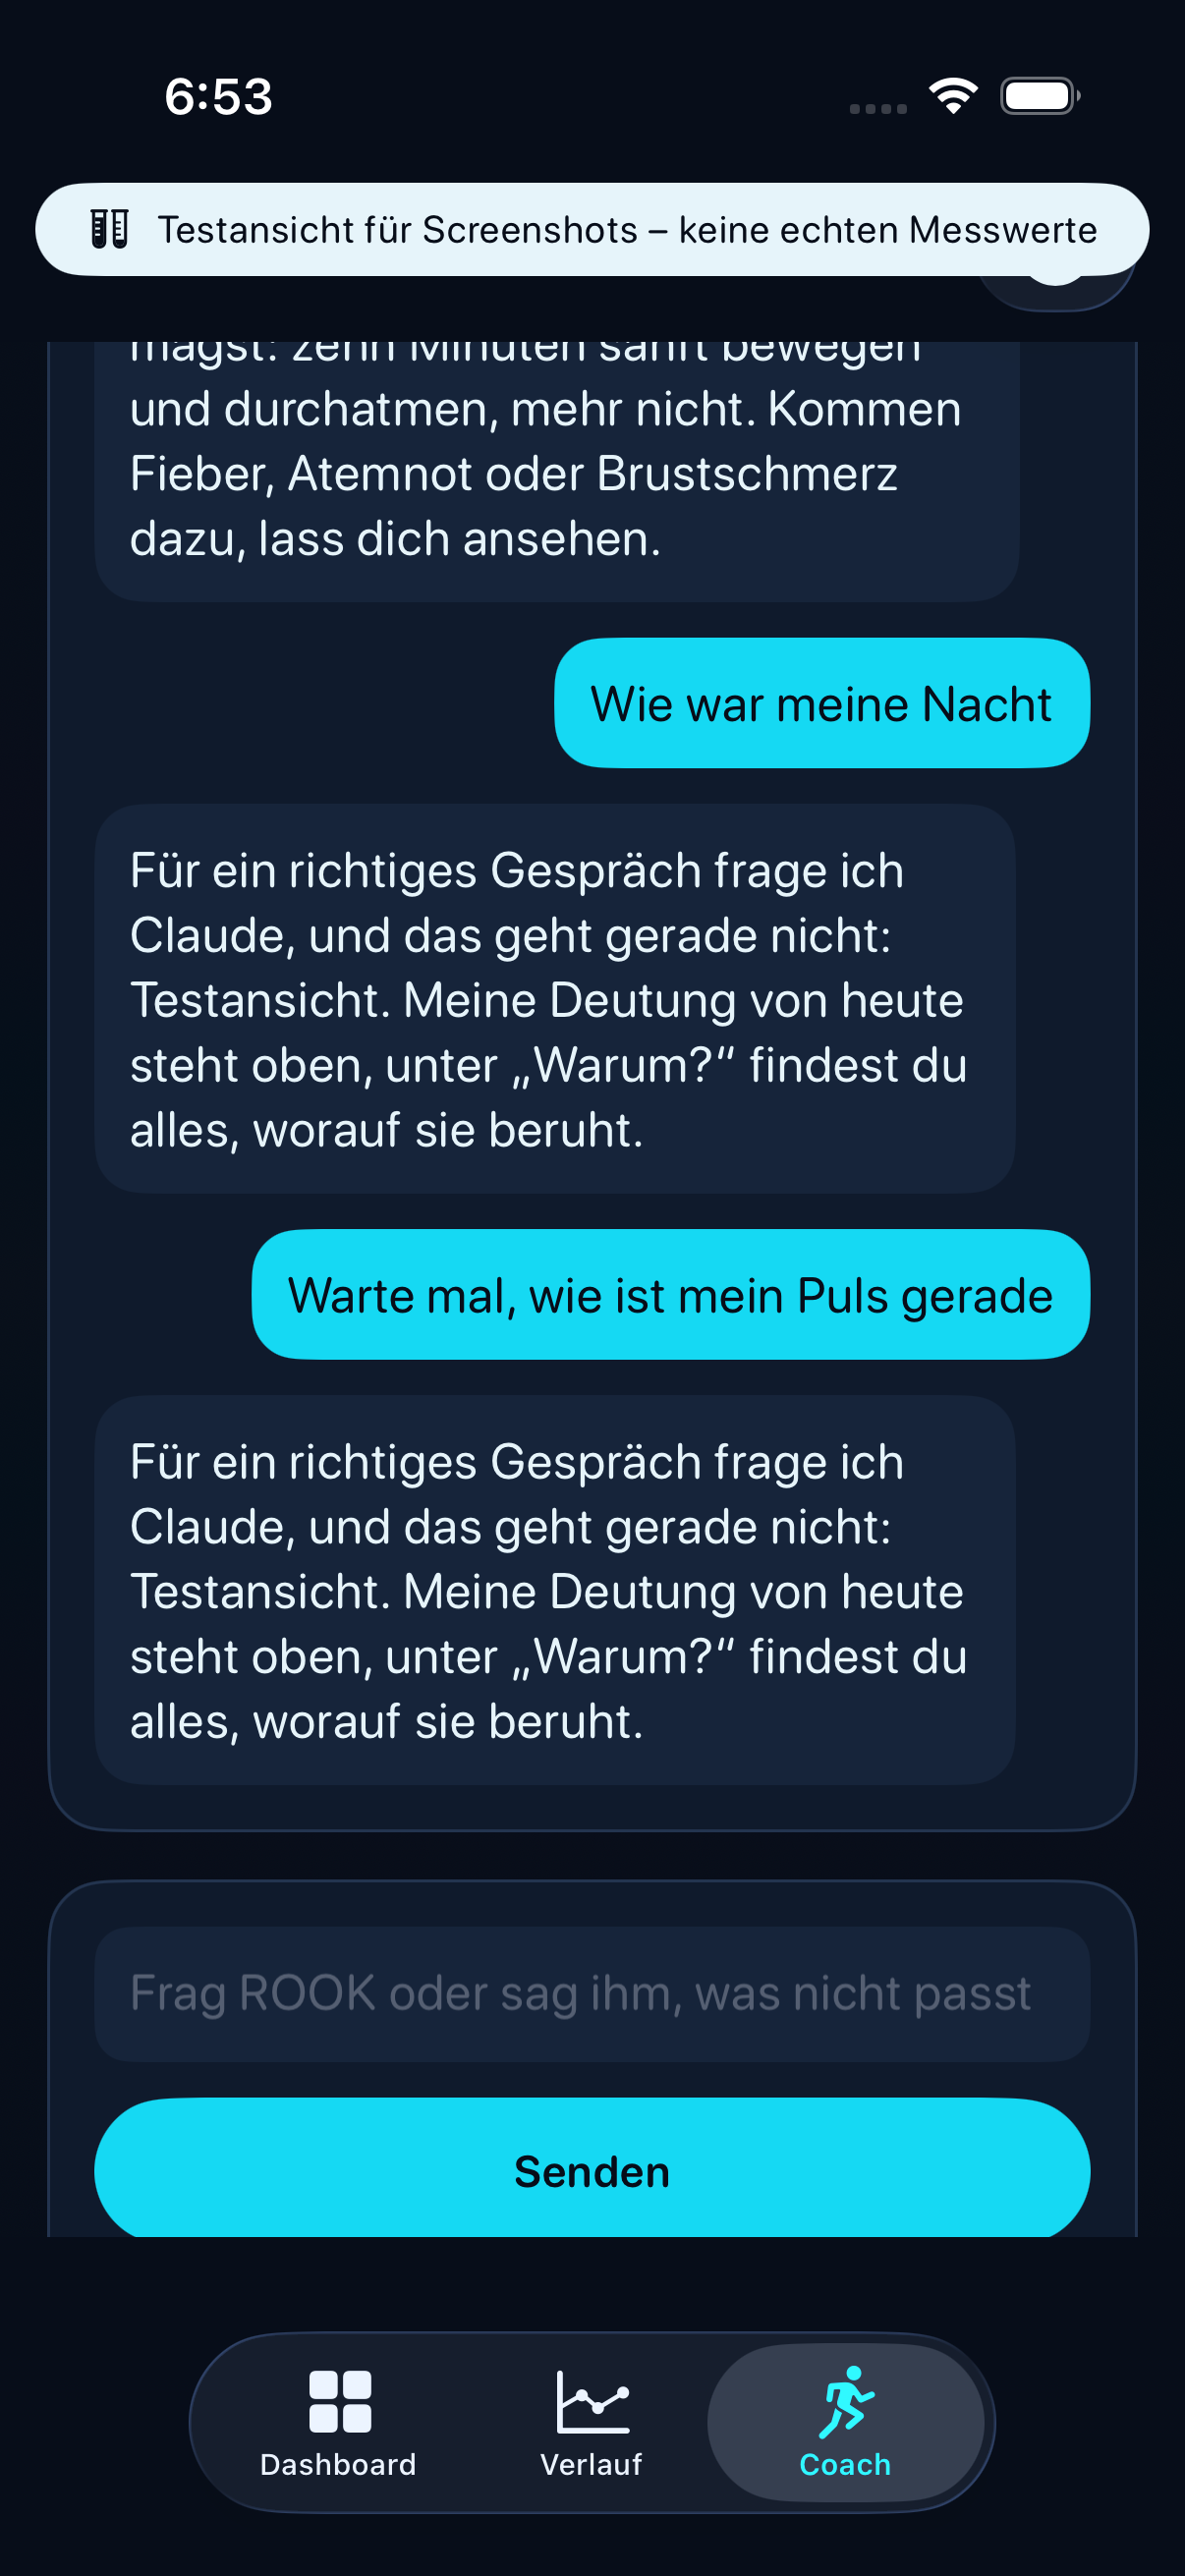 6:53
Testansicht für Screenshots – keine echten Messwerte
magst: zehn Minuten sanft bewegen
und durchatmen, mehr nicht. Kommen
Fieber, Atemnot oder Brustschmerz
dazu, lass dich ansehen.
Wie war meine Nacht
Für ein richtiges Gespräch frage ich
Claude, und das geht gerade nicht:
Testansicht. Meine Deutung von heute
steht oben, unter „Warum?“ findest du
alles, worauf sie beruht.
Warte mal, wie ist mein Puls gerade
Für ein richtiges Gespräch frage ich
Claude, und das geht gerade nicht:
Testansicht. Meine Deutung von heute
steht oben, unter „Warum?“ findest du
alles, worauf sie beruht.
Frag ROOK oder sag ihm, was nicht passt
Senden
Dashboard
Verlauf
Coach